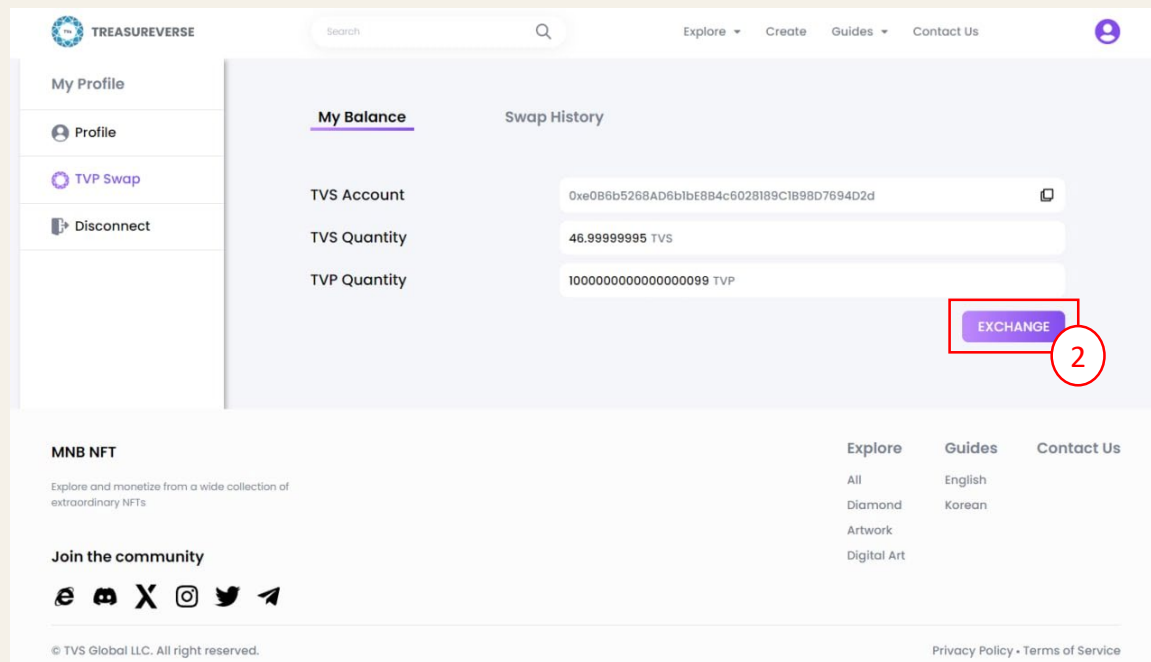 TREASUREVERSE
Search
Explore
Create
Guides
Contact Us
My Profile
Profile
TVP Swap
Disconnect
My Balance
Swap History
TVS Account
0xe0B6b5268AD6b1bE8B4c6028189C1B98D7694D2d
TVS Quantity
46.99999995 TVS
TVP Quantity
1000000000000000099 TVP
EXCHANGE
2
MNB NFT
Explore and monetize from a wide collection of
extraordinary NFTs
Join the community
Explore
All
Diamond
Artwork
Digital Art
Guides
English
Korean
Contact Us
© TVS Global LLC. All right reserved.
Privacy Policy • Terms of Service